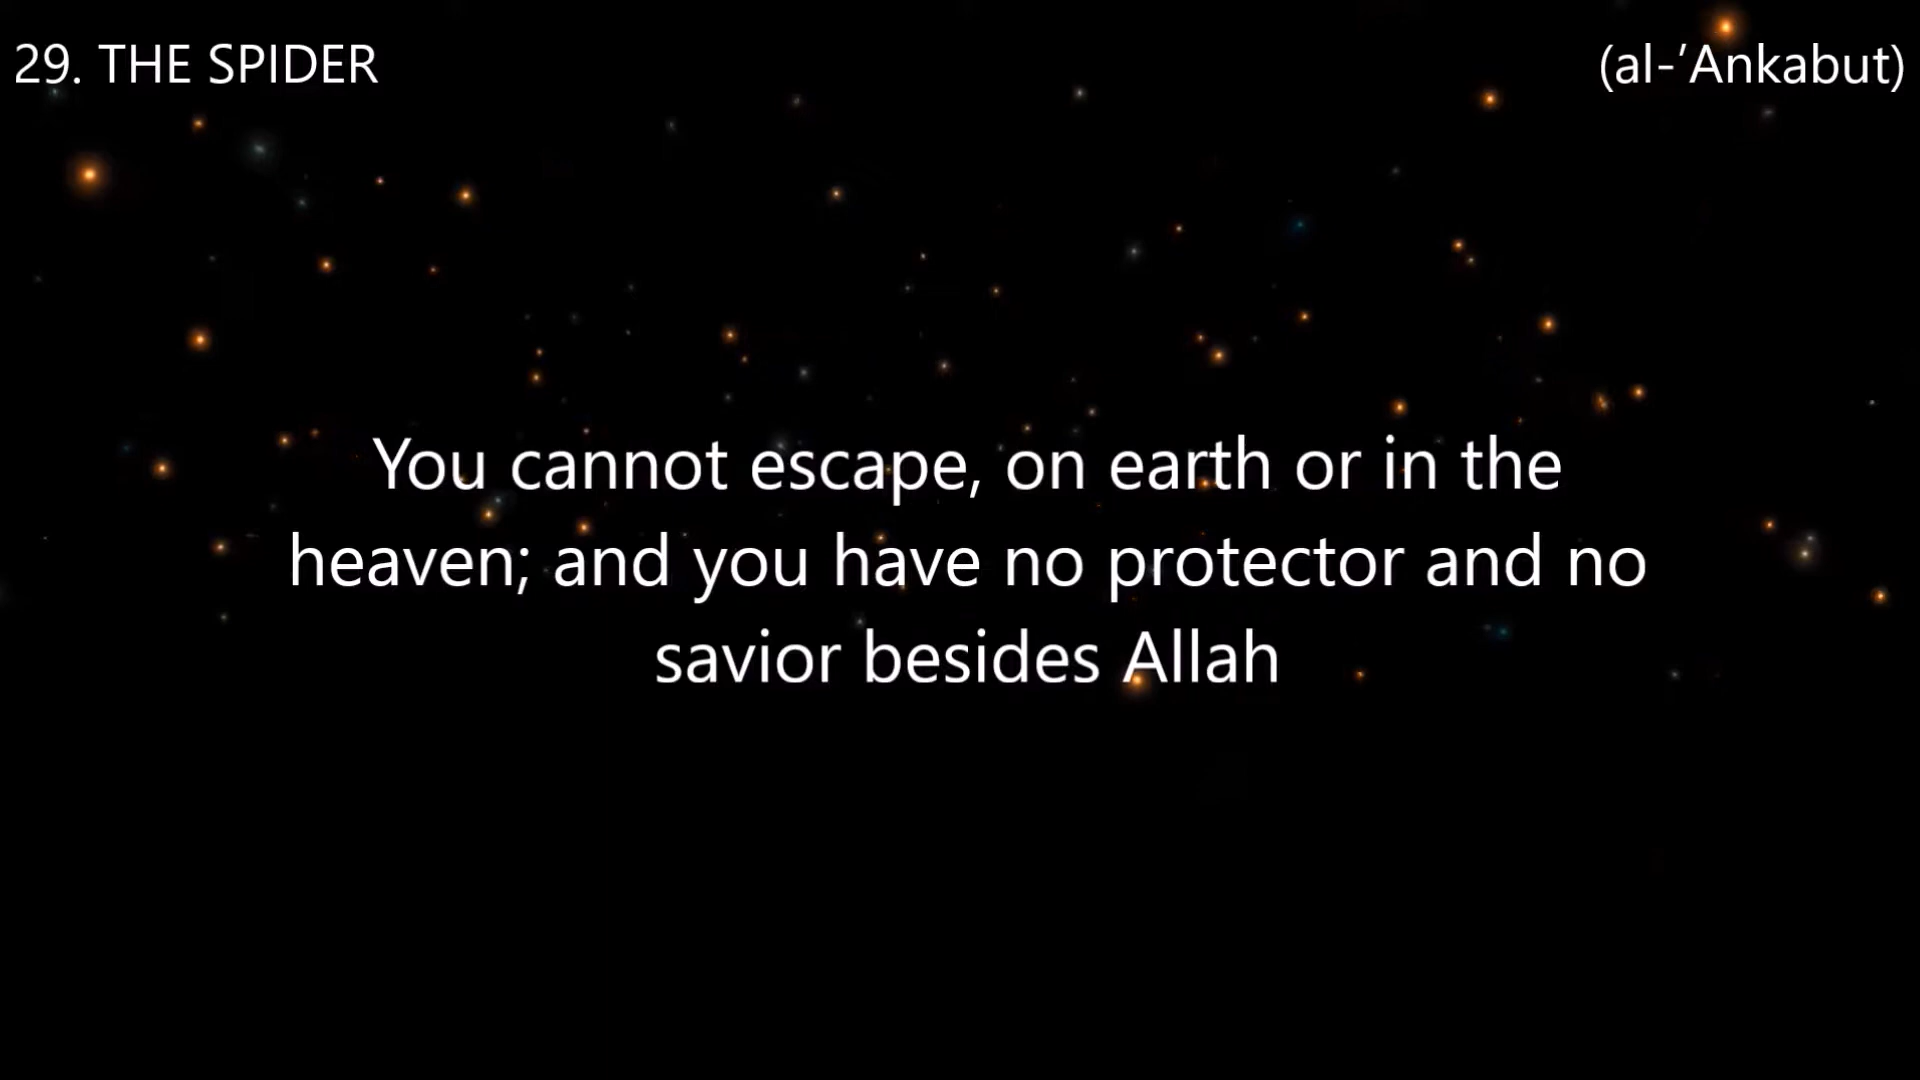 29. THE SPIDER
(al-’Ankabut)
You cannot escape, on earth or in the
heaven; and you have no protector and no
savior besides Allah